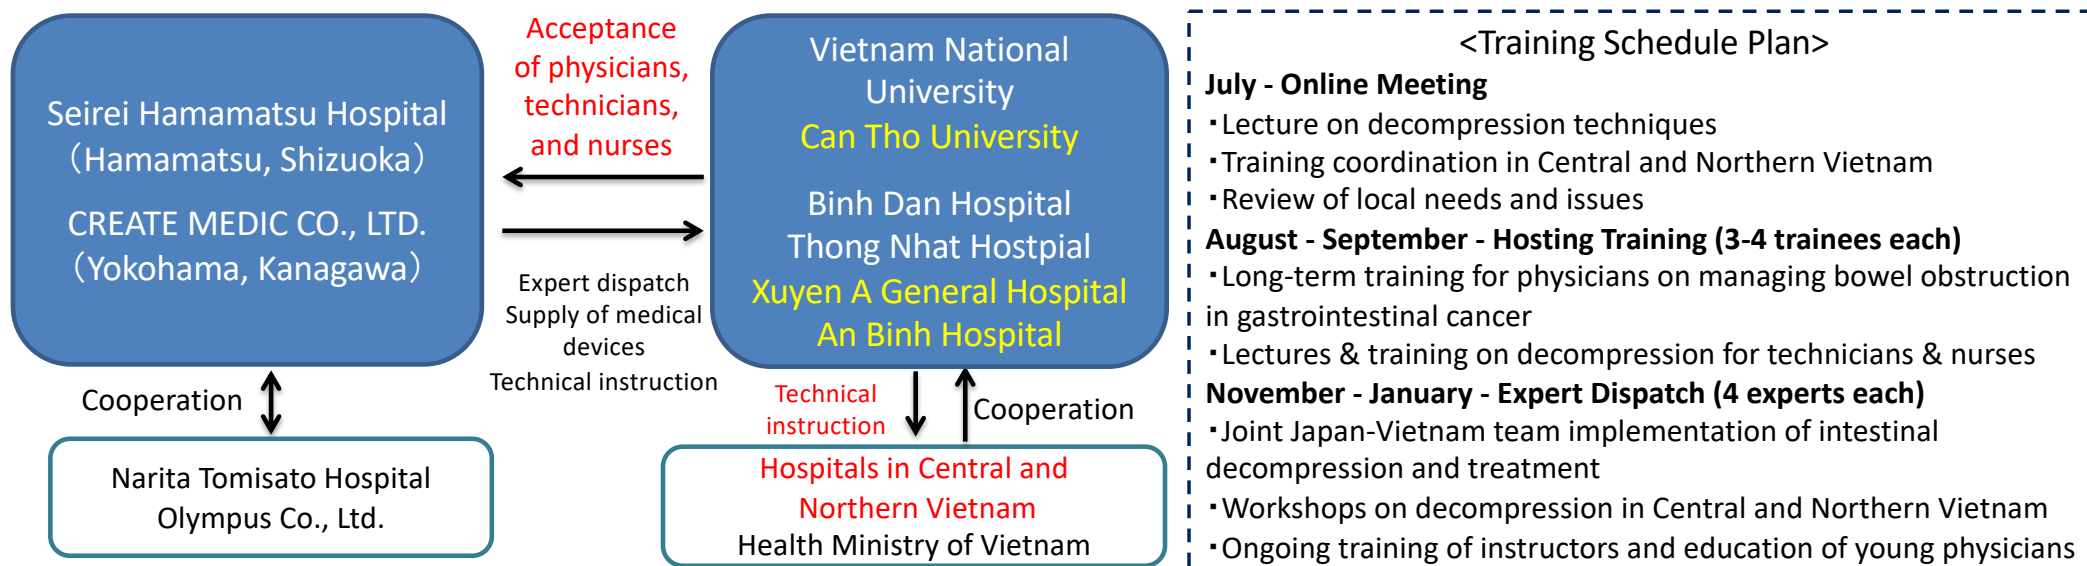 Seirei Hamamatsu Hospital
（Hamamatsu, Shizuoka）
CREATE MEDIC CO., LTD.
（Yokohama, Kanagawa）
Cooperation
Narita Tomisato Hospital
Olympus Co., Ltd.
Acceptance
of physicians,
technicians,
and nurses
Expert dispatch
Supply of medical
devices
Technical instruction
Vietnam National
University
Can Tho University
Binh Dan Hospital
Thong Nhat Hostpial
Xuyen A General Hospital
An Binh Hospital
Technical
instruction
Cooperation
Hospitals in Central and
Northern Vietnam
Health Ministry of Vietnam
<Training Schedule Plan>
July - Online Meeting
・Lecture on decompression techniques
・Training coordination in Central and Northern Vietnam
・Review of local needs and issues
August - September - Hosting Training (3-4 trainees each)
・Long-term training for physicians on managing bowel obstruction
in gastrointestinal cancer
・Lectures & training on decompression for technicians & nurses
November - January - Expert Dispatch (4 experts each)
・Joint Japan-Vietnam team implementation of intestinal
decompression and treatment
・Workshops on decompression in Central and Northern Vietnam
・Ongoing training of instructors and education of young physicians